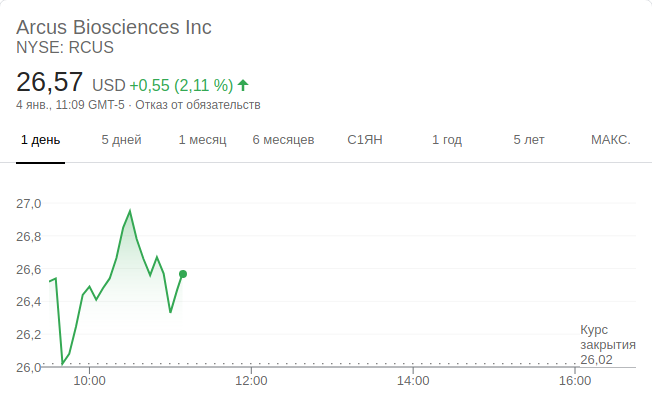 Arcus Biosciences Inc
NYSE: RCUS
26,57 USD +0,55 (2,11 %)
4 янв., 11:09 GMT-5 · Отказ от обязательств
1 день 5 дней 1 месяц 6 месяцев С1ЯН 1 год 5 лет МАКС.
27,0
26,8
26,6
26,4
26,2
26,0
Курс
закрытия
26,02
10:00 12:00 14:00 16:00